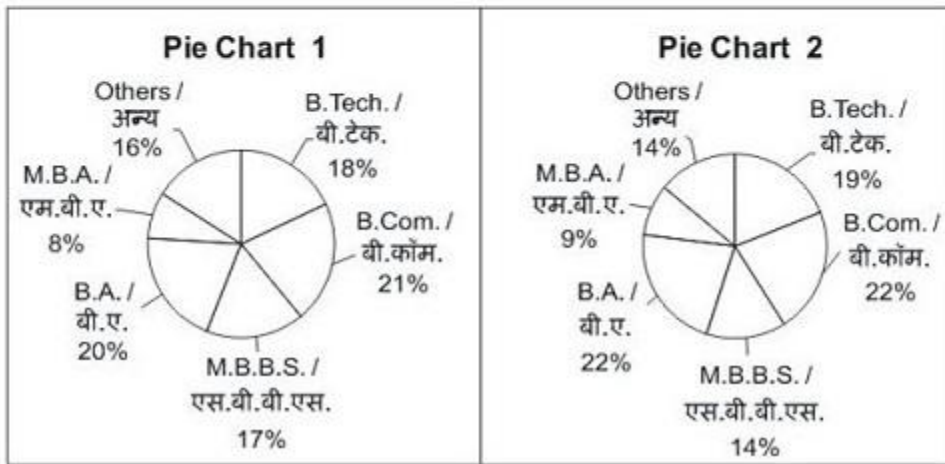 Pie Chart 1
Others /
अन्य
16%
B.Tech. /
बी.टेक.
18%
M.B.A. /
एम.बी.ए.
8%
B.Com. /
बी.कॉम.
21%
B.A. /
बी.ए.
20%
M.B.B.S. /
एस.बी.बी.एस.
17%
Pie Chart 2
Others /
अन्य
14%
B.Tech. /
बी.टेक.
19%
M.B.A. /
एम.बी.ए.
9%
B.Com. /
बी.कॉम.
22%
B.A. /
बी.ए.
22%
M.B.B.S. /
एस.बी.बी.एस.
14%